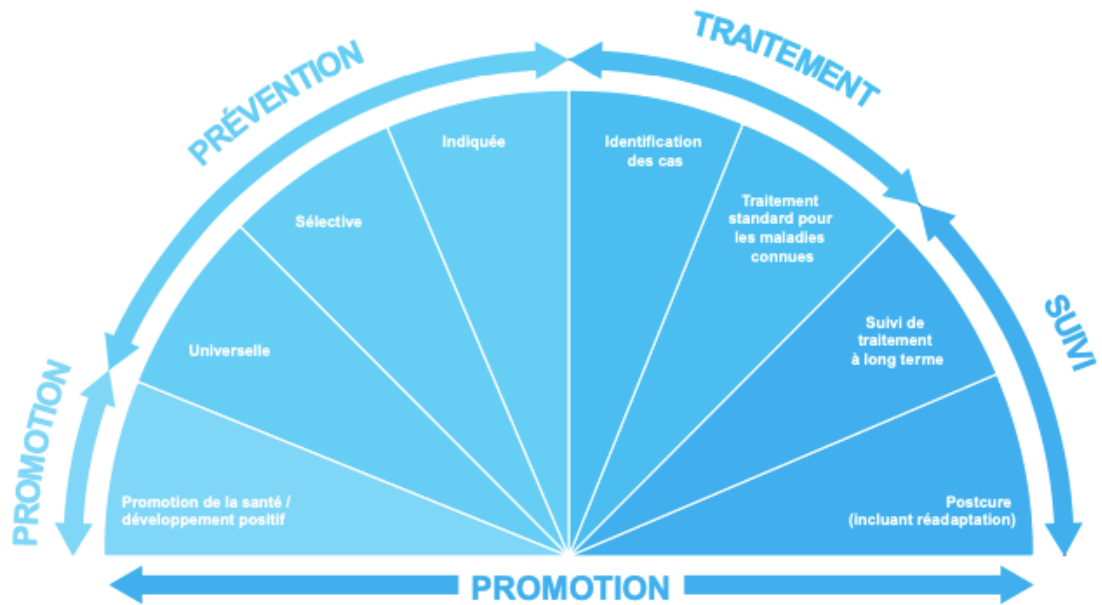 PRÉVENTION
TRAITEMENT
Indiquée
Identification
des cas
Sélective
Traitement
standard pour
les maladies
connues
SUIVI
Universelle
Suivi de
traitement
à long terme
PROMOTION
Promotion de la santé /
développement positif
Postcure
(incluant réadaptation)
PROMOTION